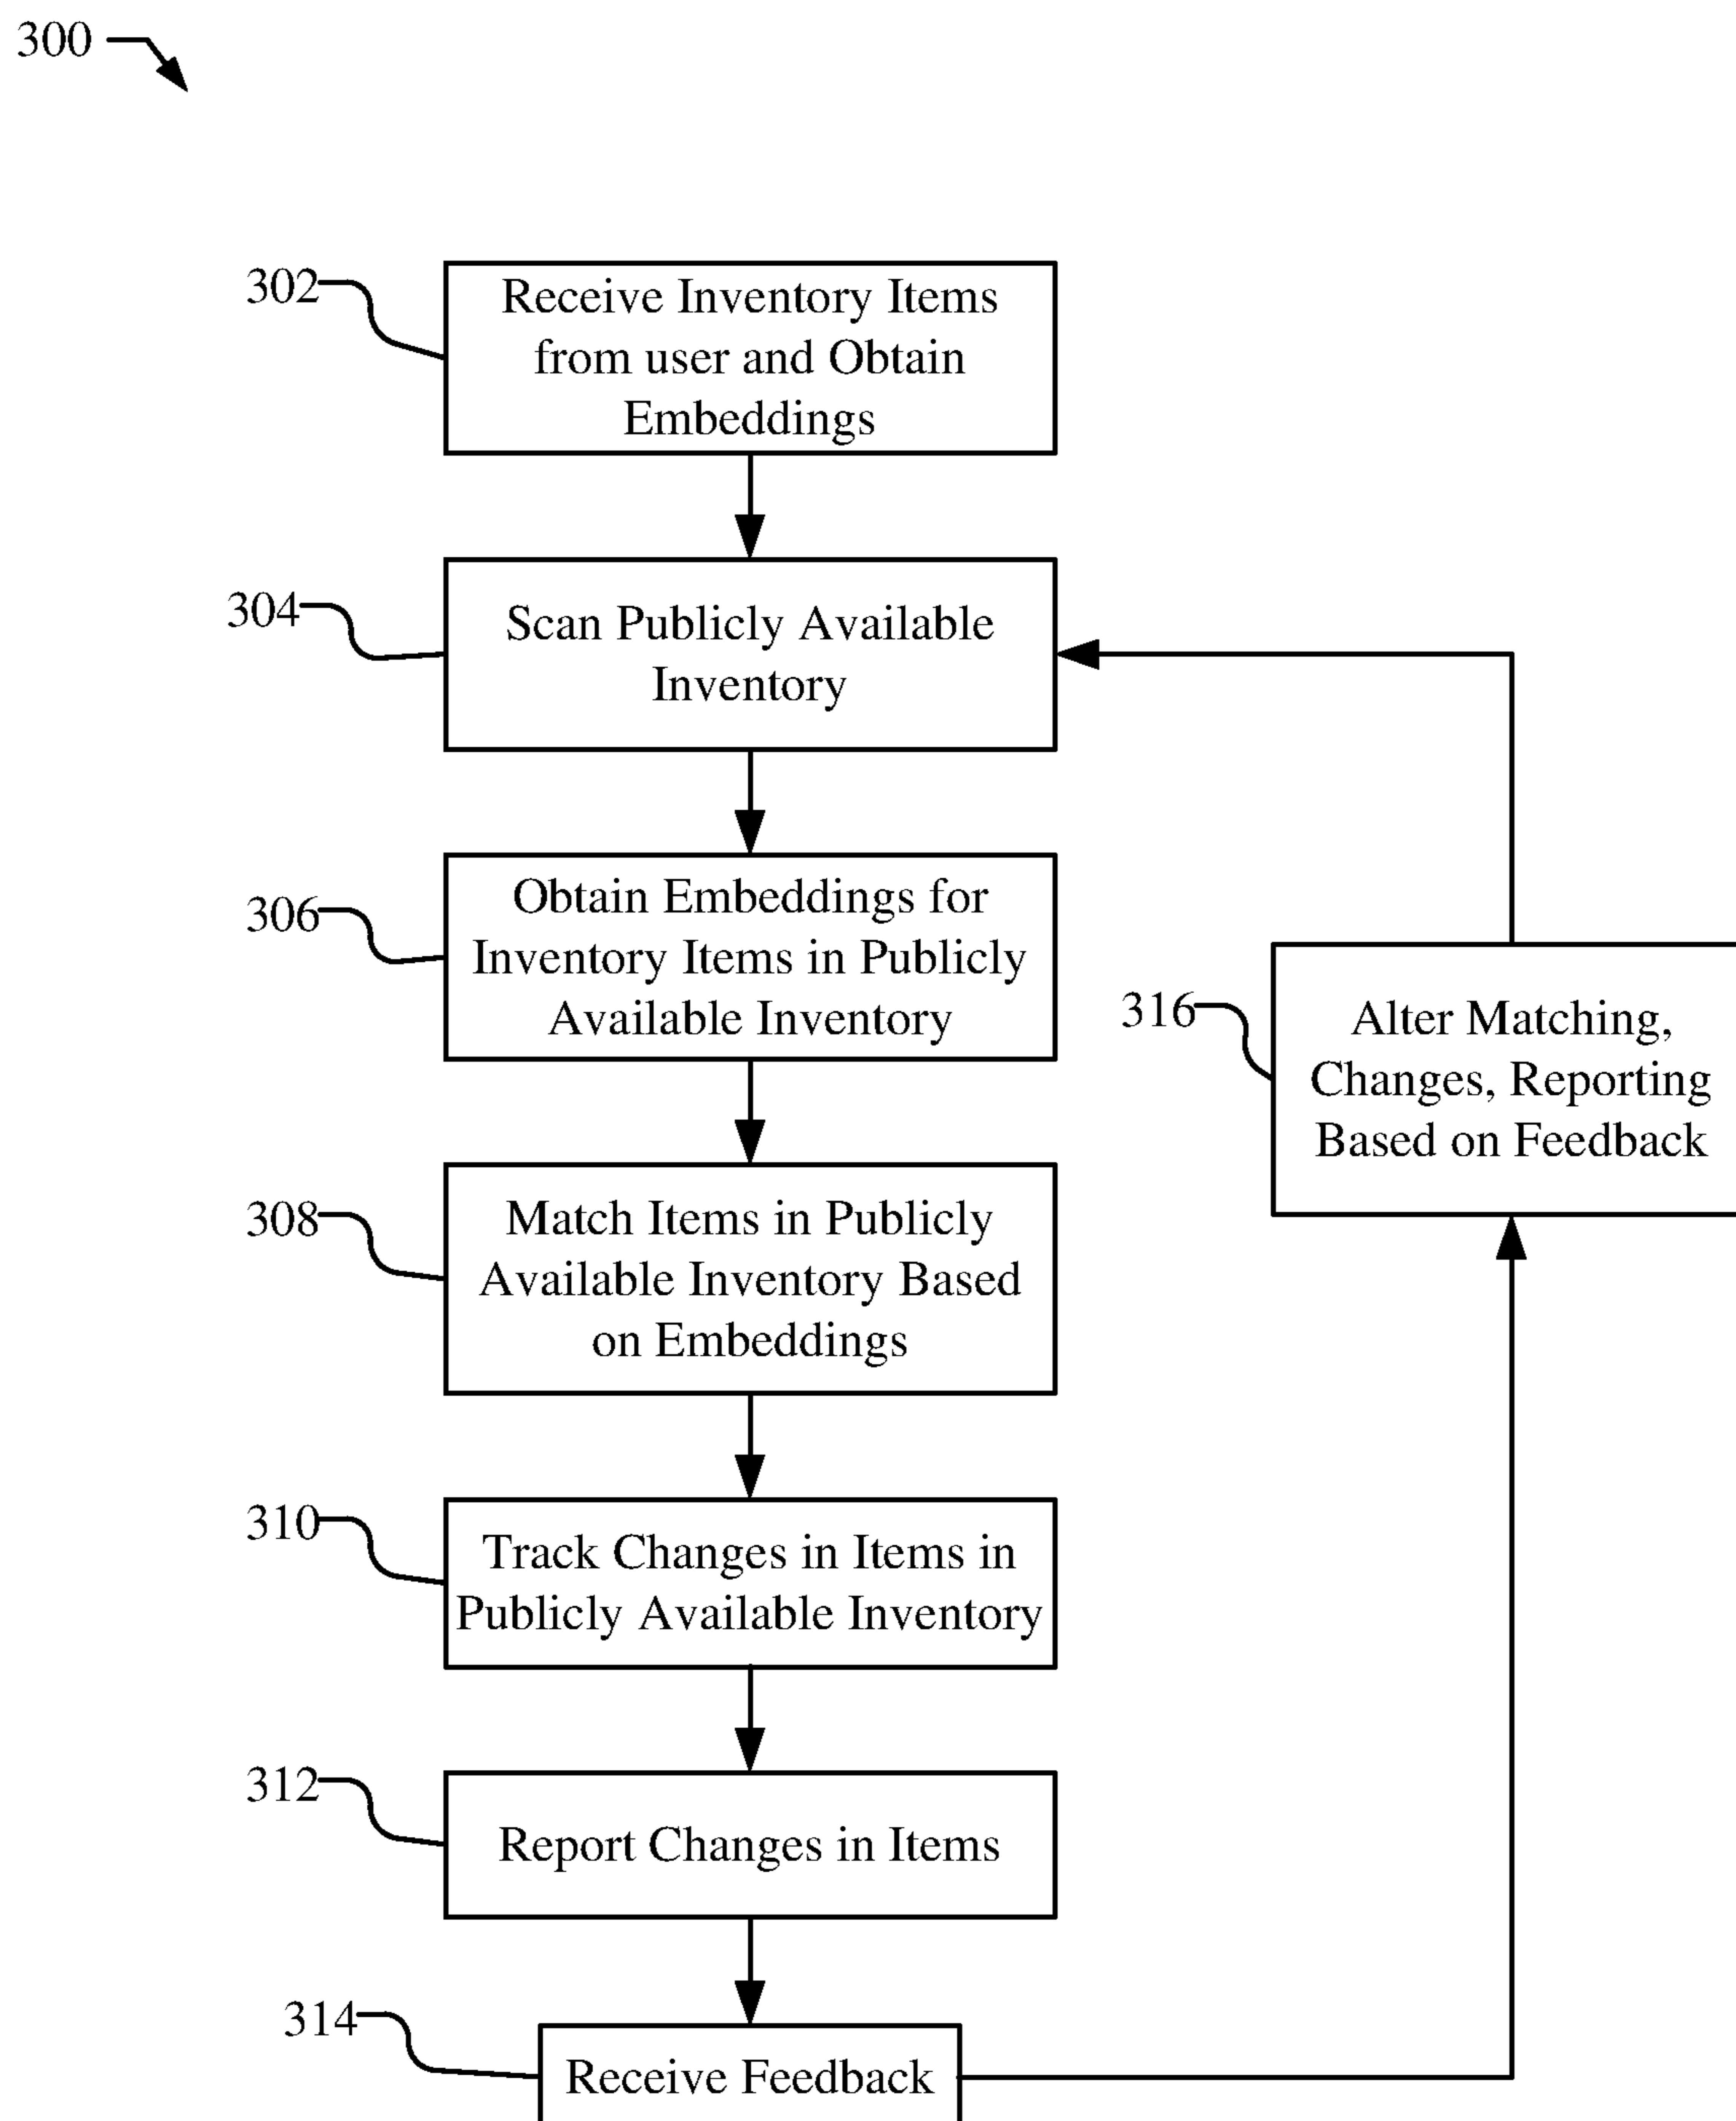 300
302
Receive Inventory Items
from user and Obtain
Embeddings
304
Scan Publicly Available
Inventory
306
Obtain Embeddings for
Inventory Items in Publicly
Available Inventory
316
Alter Matching,
Changes, Reporting
Based on Feedback
308
Match Items in Publicly
Available Inventory Based
on Embeddings
310
Track Changes in Items in
Publicly Available Inventory
312
Report Changes in Items
314
Receive Feedback